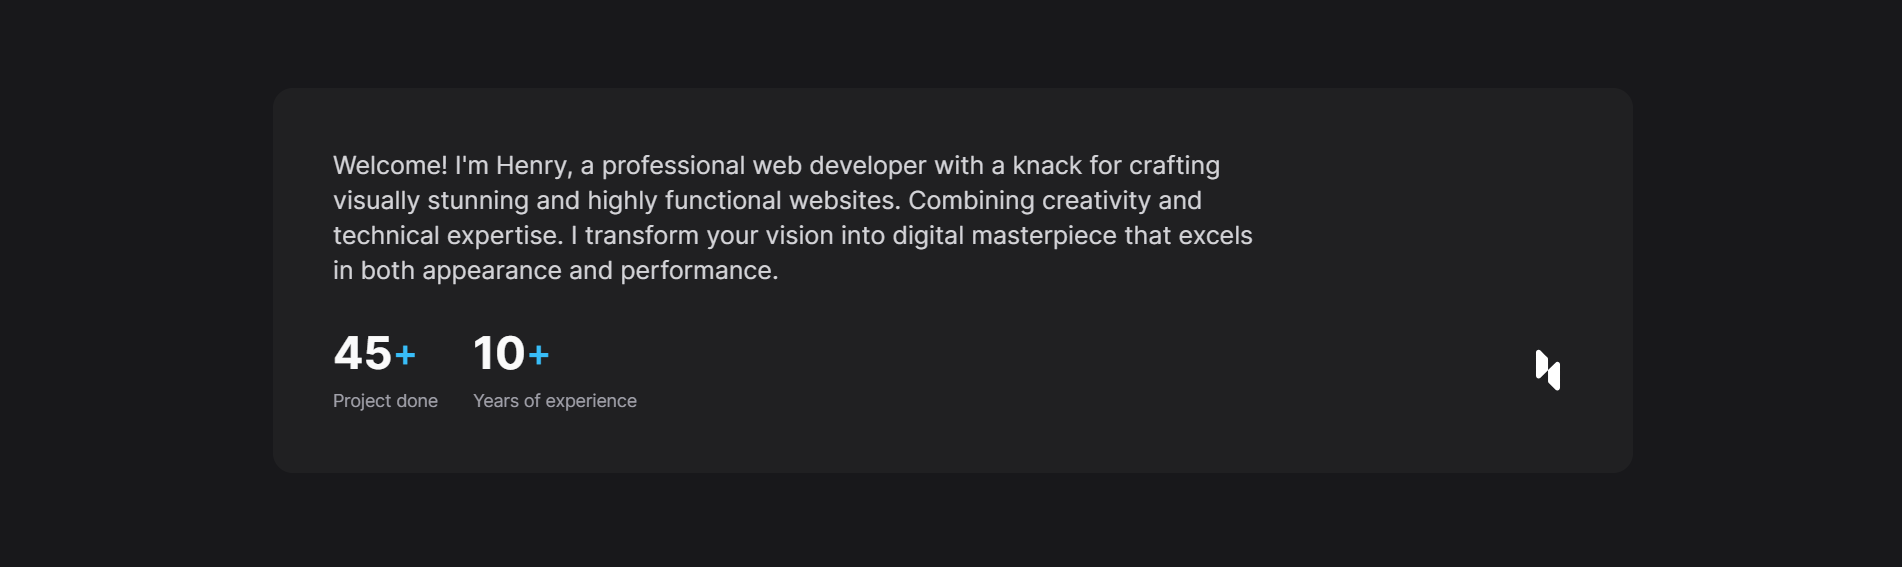 Welcome! I'm Henry, a professional web developer with a knack for crafting
visually stunning and highly functional websites. Combining creativity and
technical expertise. I transform your vision into digital masterpiece that excels
in both appearance and performance.
45+ 10+
Project done Years of experience